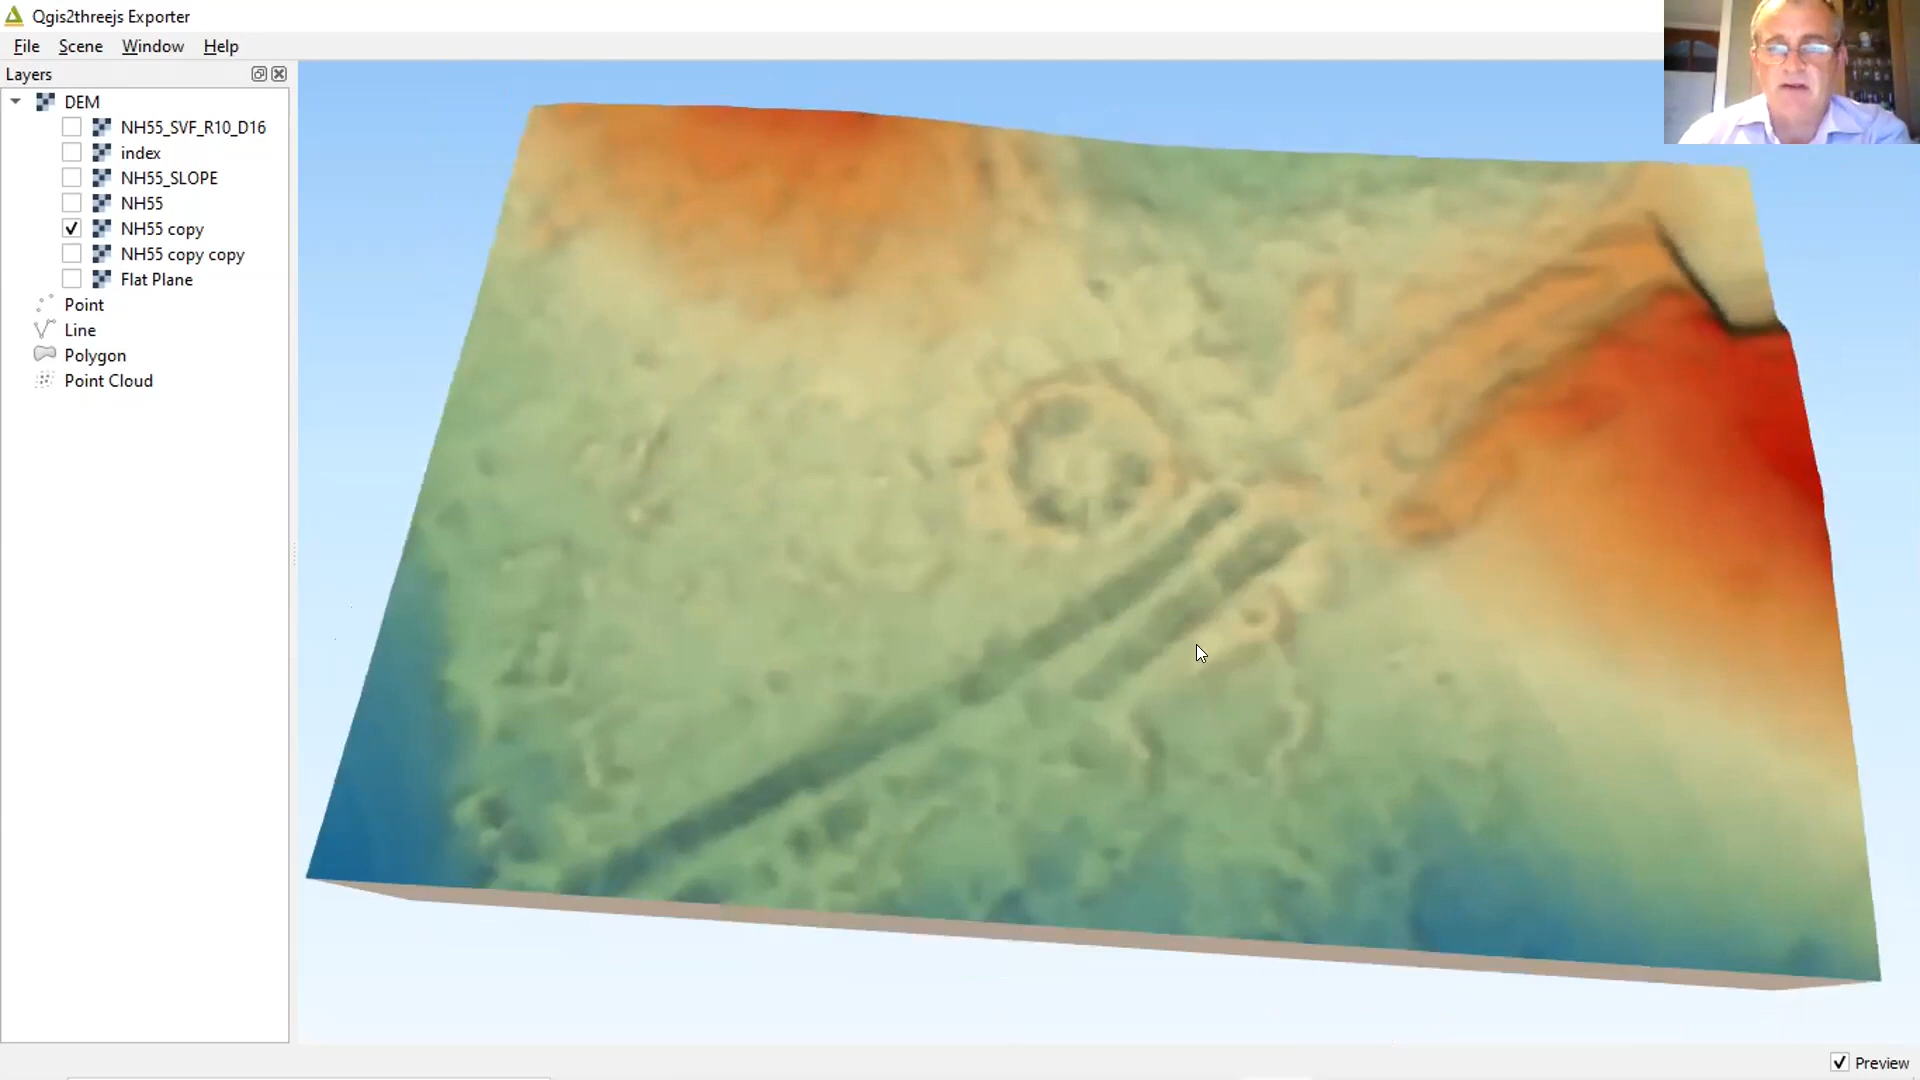 Qgis2threejs Exporter
File Scene Window Help
Layers
DEM
NH55_SVF_R10_D16
index
NH55_SLOPE
NH55
NH55 copy
NH55 copy copy
Flat Plane
Point
Line
Polygon
Point Cloud
Preview